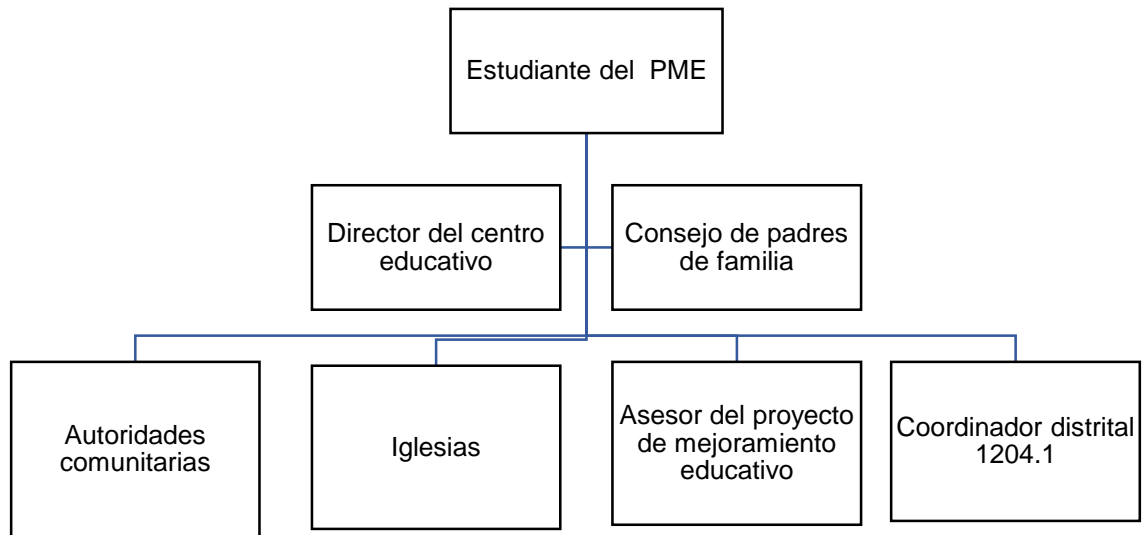 Estudiante del  PME
Director del centro
educativo
Consejo de padres
de familia
Autoridades
comunitarias
Iglesias
Asesor del proyecto
de mejoramiento
educativo
Coordinador distrital
1204.1